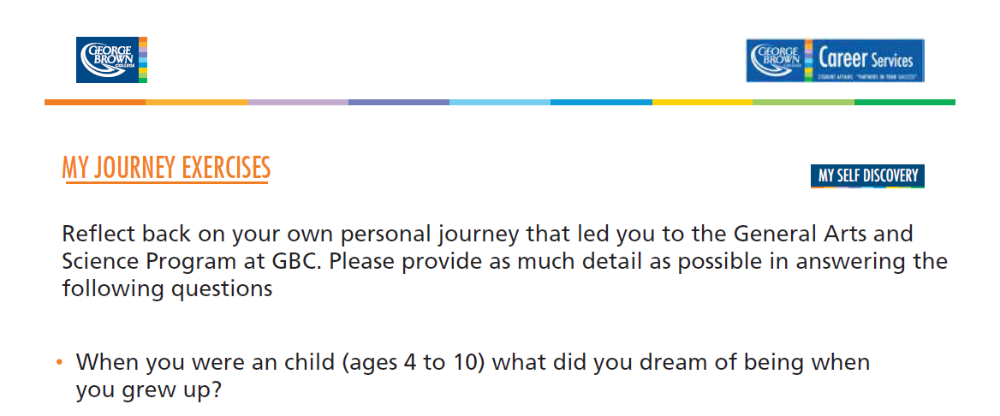 GEORGE
BROWN
COLLEGE
GEORGE
BROWN
COLLEGE
Career Services
STUDENT AFFAIRS "PARTNERS IN YOUR SUCCESS"
MY JOURNEY EXERCISES
MY SELF DISCOVERY
Reflect back on your own personal journey that led you to the General Arts and
Science Program at GBC. Please provide as much detail as possible in answering the
following questions
• When you were an child (ages 4 to 10) what did you dream of being when
you grew up?